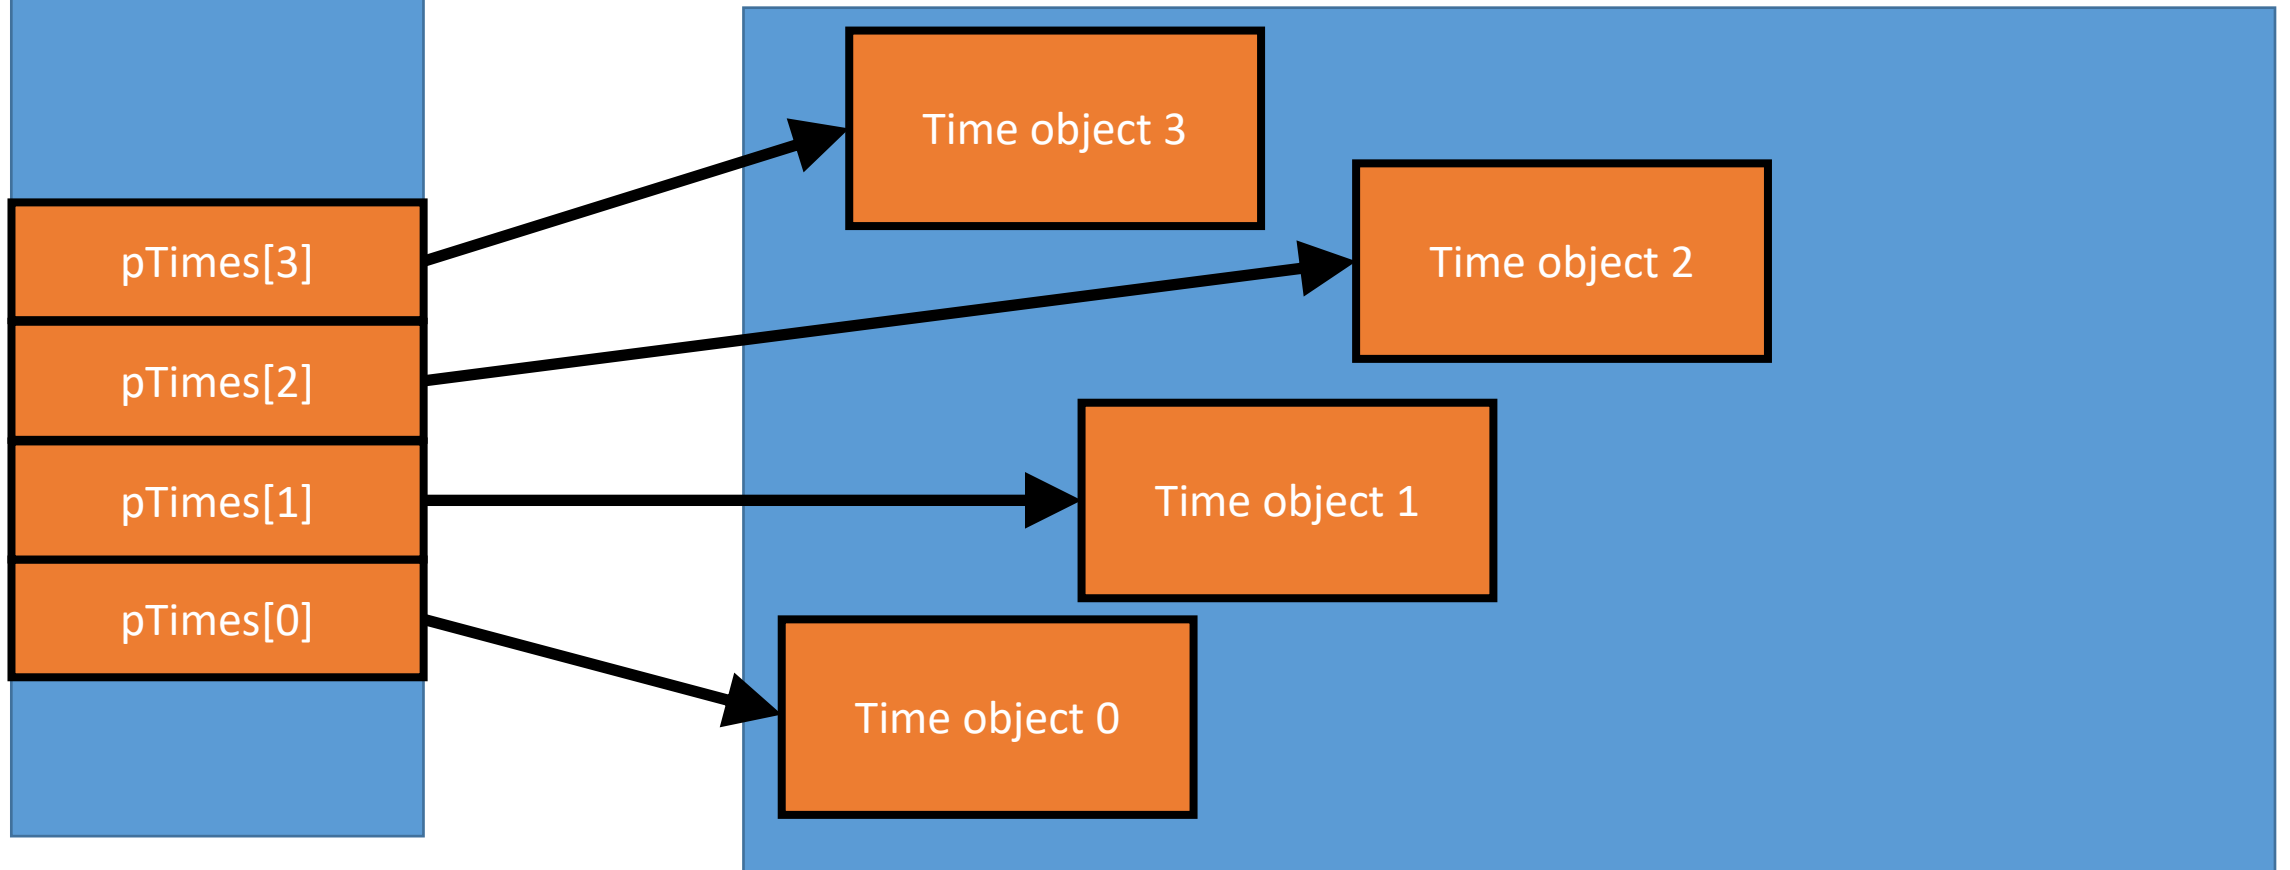 Time object 3
Time object 2
pTimes[3]
pTimes[2]
pTimes[1]
Time object 1
pTimes[0]
Time object 0